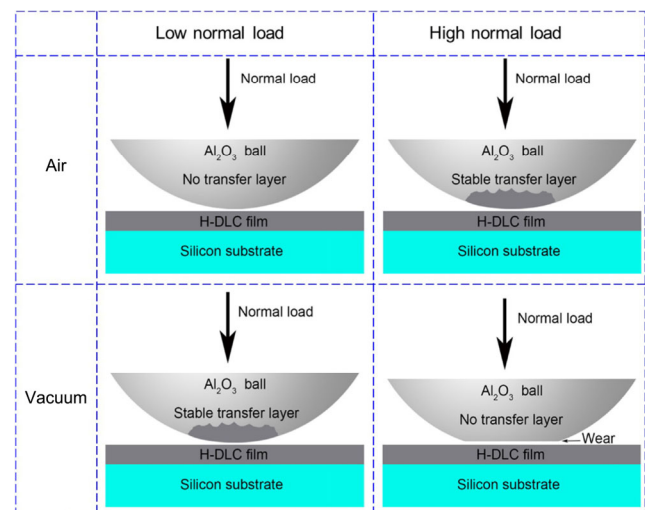 Low normal load
High normal load
Air
Normal load
Al₂O₃ ball
No transfer layer
H-DLC film
Silicon substrate
Normal load
Al₂O₃ ball
Stable transfer layer
H-DLC film
Silicon substrate
Vacuum
Normal load
Al₂O₃ ball
Stable transfer layer
H-DLC film
Silicon substrate
Normal load
Al₂O₃ ball
No transfer layer
Wear
H-DLC film
Silicon substrate